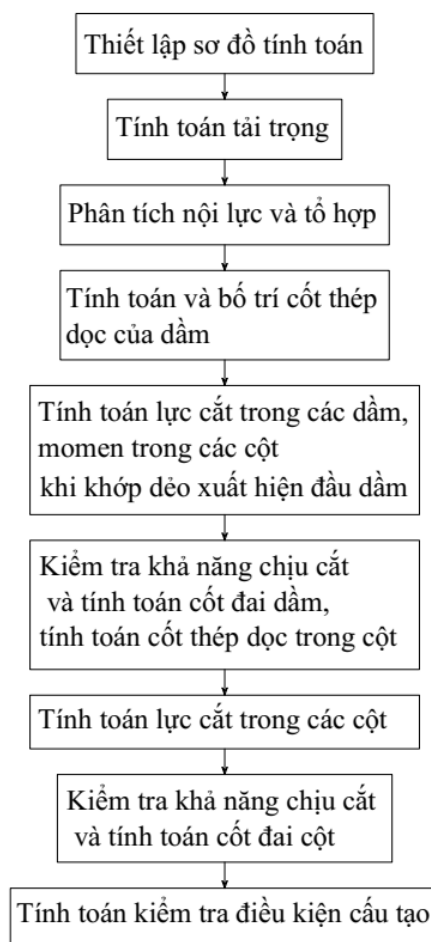 Thiết lập sơ đồ tính toán
Tính toán tải trọng
Phân tích nội lực và tổ hợp
Tính toán và bố trí cốt thép
dọc của dầm
Tính toán lực cắt trong các dầm,
momen trong các cột
khi khớp dẻo xuất hiện đầu dầm
Kiểm tra khả năng chịu cắt
và tính toán cốt đai dầm,
tính toán cốt thép dọc trong cột
Tính toán lực cắt trong các cột
Kiểm tra khả năng chịu cắt
và tính toán cốt đai cột
Tính toán kiểm tra điều kiện cấu tạo